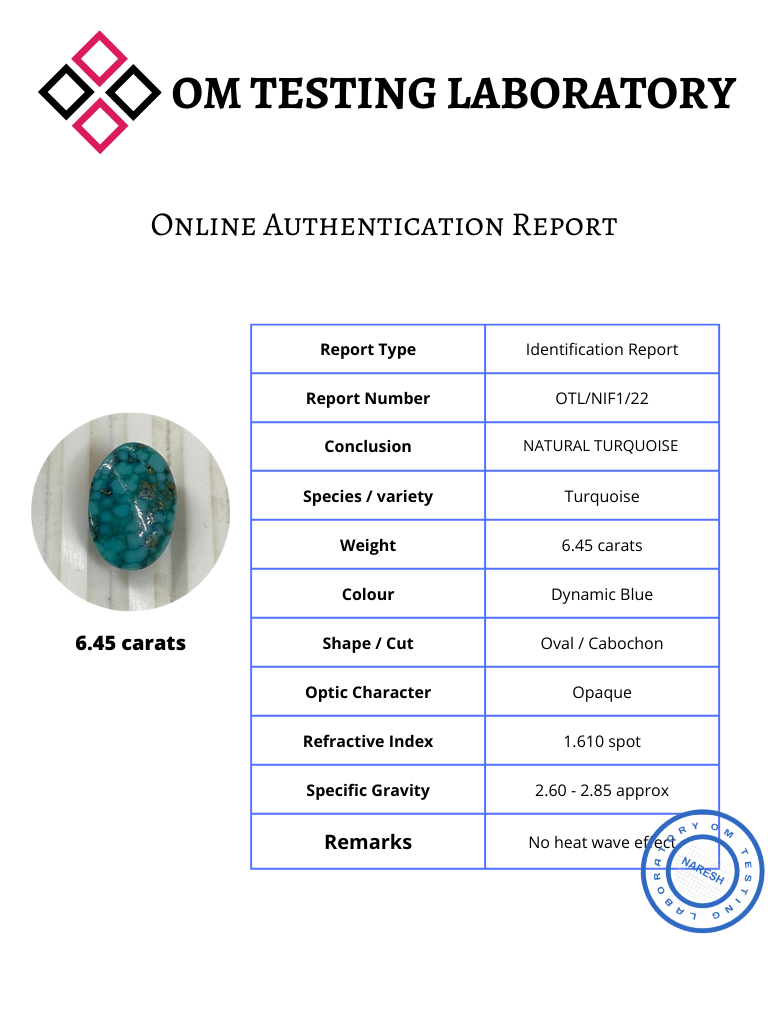 OM TESTING LABORATORY
Online Authentication Report
Report Type Identification Report
Report Number OTL/NIF1/22
Conclusion NATURAL TURQUOISE
Species / variety Turquoise
Weight 6.45 carats
Colour Dynamic Blue
Shape / Cut Oval / Cabochon
Optic Character Opaque
Refractive Index 1.610 spot
Specific Gravity 2.60 - 2.85 approx
Remarks No heat wave effect
6.45 carats
OM TESTING LABORATORY
NARESH